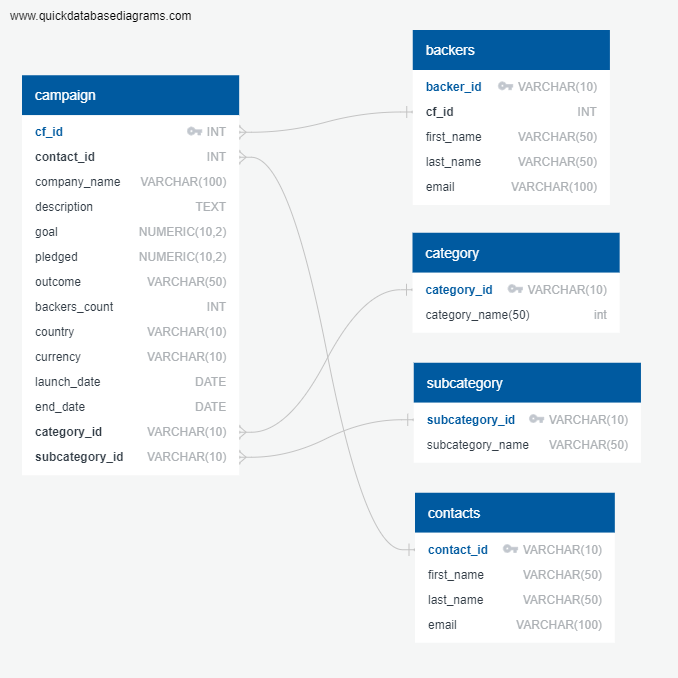 www.quickdatabasediagrams.com
campaign
cf_id INT
contact_id INT
company_name VARCHAR(100)
description TEXT
goal NUMERIC(10,2)
pledged NUMERIC(10,2)
outcome VARCHAR(50)
backers_count INT
country VARCHAR(10)
currency VARCHAR(10)
launch_date DATE
end_date DATE
category_id VARCHAR(10)
subcategory_id VARCHAR(10)
backers
backer_id VARCHAR(10)
cf_id INT
first_name VARCHAR(50)
last_name VARCHAR(50)
email VARCHAR(100)
category
category_id VARCHAR(10)
category_name(50) int
subcategory
subcategory_id VARCHAR(10)
subcategory_name VARCHAR(50)
contacts
contact_id VARCHAR(10)
first_name VARCHAR(50)
last_name VARCHAR(50)
email VARCHAR(100)